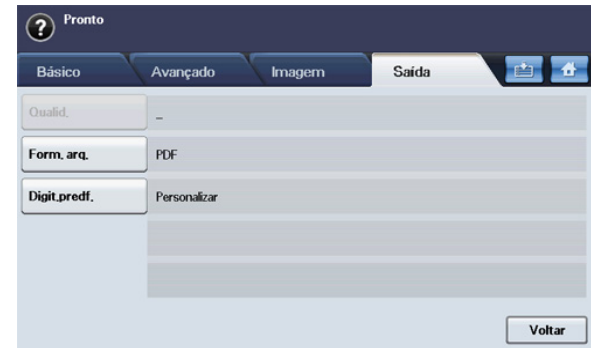 ? Pronto
Básico Avançado Imagem Saída
Qualid. _
Form. arq. PDF
Digit.predf. Personalizar
Voltar